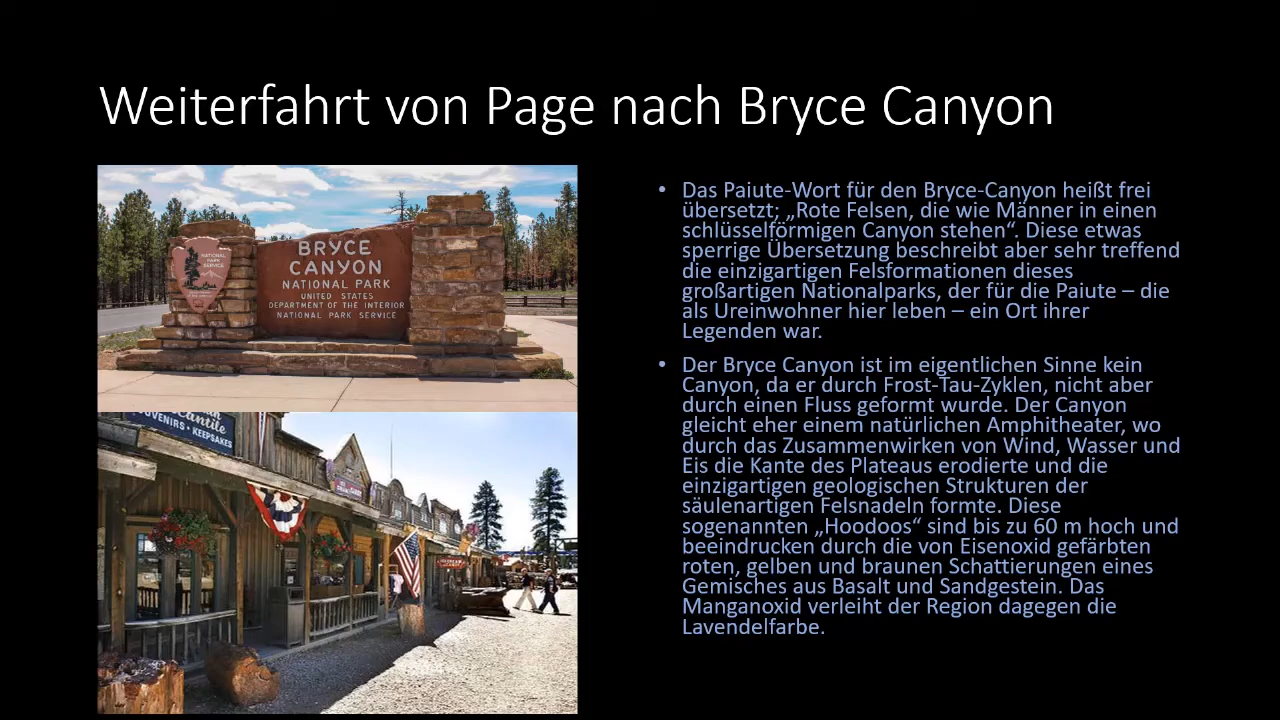 Weiterfahrt von Page nach Bryce Canyon
NATIONAL
PARK
SERVICE
BRYCE
CANYON
NATIONAL PARK
UNITED STATES
DEPARTMENT OF THE INTERIOR
NATIONAL PARK SERVICE
Cantile
SOUVENIRS • KEEPSAKES
• Das Paiute-Wort für den Bryce-Canyon heißt frei
übersetzt; „Rote Felsen, die wie Männer in einen
schlüsselförmigen Canyon stehen“. Diese etwas
sperrige Übersetzung beschreibt aber sehr treffend
die einzigartigen Felsformationen dieses
großartigen Nationalparks, der für die Paiute – die
als Ureinwohner hier leben – ein Ort ihrer
Legenden war.
• Der Bryce Canyon ist im eigentlichen Sinne kein
Canyon, da er durch Frost-Tau-Zyklen, nicht aber
durch einen Fluss geformt wurde. Der Canyon
gleicht eher einem natürlichen Amphitheater, wo
durch das Zusammenwirken von Wind, Wasser und
Eis die Kante des Plateaus erodierte und die
einzigartigen geologischen Strukturen der
säulenartigen Felsnadeln formte. Diese
sogenannten „Hoodoos“ sind bis zu 60 m hoch und
beeindrucken durch die von Eisenoxid gefärbten
roten, gelben und braunen Schattierungen eines
Gemisches aus Basalt und Sandgestein. Das
Manganoxid verleiht der Region dagegen die
Lavendelfarbe.